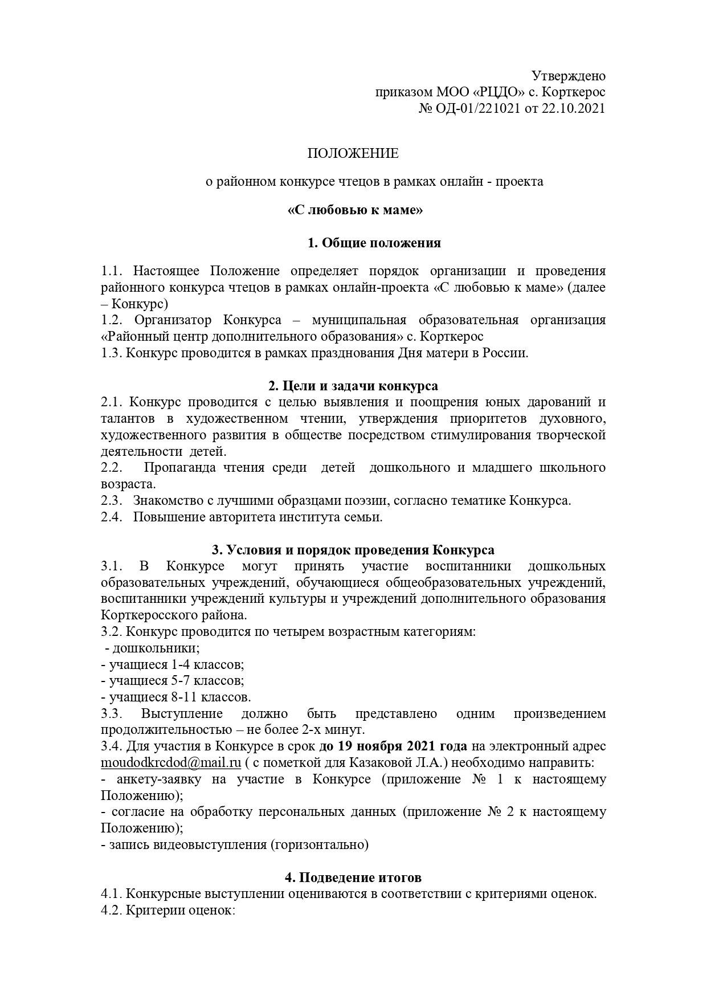 Утверждено
приказом МОО «РЦДО» с. Корткерос
№ ОД-01/221021 от 22.10.2021
ПОЛОЖЕНИЕ
о районном конкурсе чтецов в рамках онлайн - проекта
«С любовью к маме»
1. Общие положения
1.1. Настоящее Положение определяет порядок организации и проведения
районного конкурса чтецов в рамках онлайн-проекта «С любовью к маме» (далее
– Конкурс)
1.2. Организатор Конкурса – муниципальная образовательная организация
«Районный центр дополнительного образования» с. Корткерос
1.3. Конкурс проводится в рамках празднования Дня матери в России.
2. Цели и задачи конкурса
2.1. Конкурс проводится с целью выявления и поощрения юных дарований и
талантов в художественном чтении, утверждения приоритетов духовного,
художественного развития в обществе посредством стимулирования творческой
деятельности детей.
2.2. Пропаганда чтения среди детей дошкольного и младшего школьного
возраста.
2.3. Знакомство с лучшими образцами поэзии, согласно тематике Конкурса.
2.4. Повышение авторитета института семьи.
3. Условия и порядок проведения Конкурса
3.1. В Конкурсе могут принять участие воспитанники дошкольных
образовательных учреждений, обучающиеся общеобразовательных учреждений,
воспитанники учреждений культуры и учреждений дополнительного образования
Корткеросского района.
3.2. Конкурс проводится по четырем возрастным категориям:
- дошкольники;
- учащиеся 1-4 классов;
- учащиеся 5-7 классов;
- учащиеся 8-11 классов.
3.3. Выступление должно быть представлено одним произведением
продолжительностью – не более 2-х минут.
3.4. Для участия в Конкурсе в срок до 19 ноября 2021 года на электронный адрес
moudodkrcdod@mail.ru ( с пометкой для Казаковой Л.А.) необходимо направить:
- анкету-заявку на участие в Конкурсе (приложение № 1 к настоящему
Положению);
- согласие на обработку персональных данных (приложение № 2 к настоящему
Положению);
- запись видеовыступления (горизонтально)
4. Подведение итогов
4.1. Конкурсные выступлении оцениваются в соответствии с критериями оценок.
4.2. Критерии оценок: